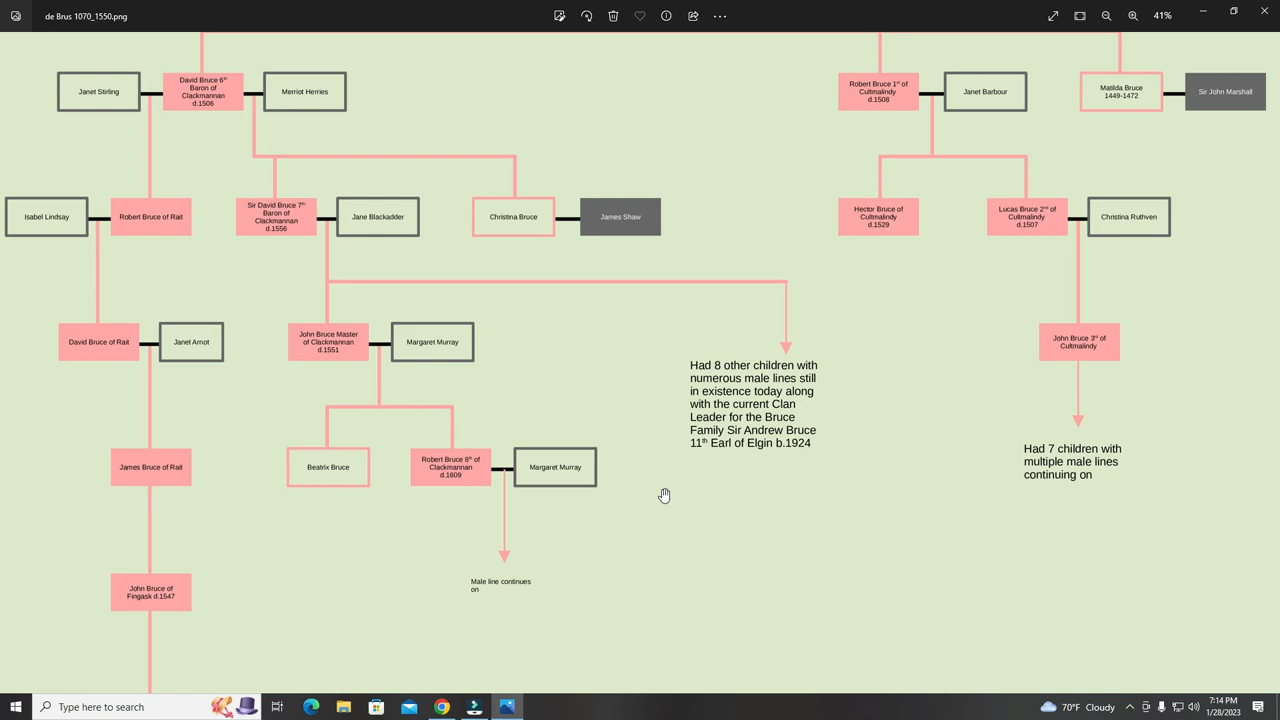 de Brus 1070_1550.png
41%
Janet Stirling
David Bruce 6th
Baron of
Clackmannan
d.1506
Merriot Herries
Robert Bruce 1st of
Cultmalindy
d.1508
Janet Barbour
Matilda Bruce
1449-1472
Sir John Marshall
Isabel Lindsay
Robert Bruce of Rait
Sir David Bruce 7th
Baron of
Clackmannan
d.1556
Jane Blackadder
Christina Bruce
James Shaw
Hector Bruce of
Cultmalindy
d.1529
Lucas Bruce 2nd of
Cultmalindy
d.1507
Christina Ruthven
David Bruce of Rait
Janet Arnot
John Bruce Master
of Clackmannan
d.1551
Margaret Murray
John Bruce 3rd of
Cultmalindy
Had 8 other children with
numerous male lines still
in existence today along
with the current Clan
Leader for the Bruce
Family Sir Andrew Bruce
11th Earl of Elgin b.1924
Had 7 children with
multiple male lines
continuing on
James Bruce of Rait
Beatrix Bruce
Robert Bruce 8th of
Clackmannan
d.1609
Margaret Murray
John Bruce of
Fingask d.1547
Male line continues
on
Type here to search
70°F Cloudy
7:14 PM
1/28/2023